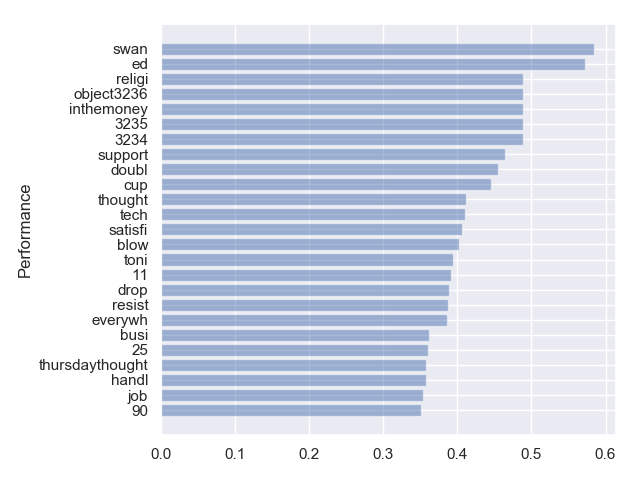 swan
ed
religi
object3236
inthemoney
3235
3234
support
doubl
cup
thought
tech
satisfi
blow
toni
11
drop
resist
everywh
busi
25
thursdaythought
handl
job
90
Performance
0.0 0.1 0.2 0.3 0.4 0.5 0.6